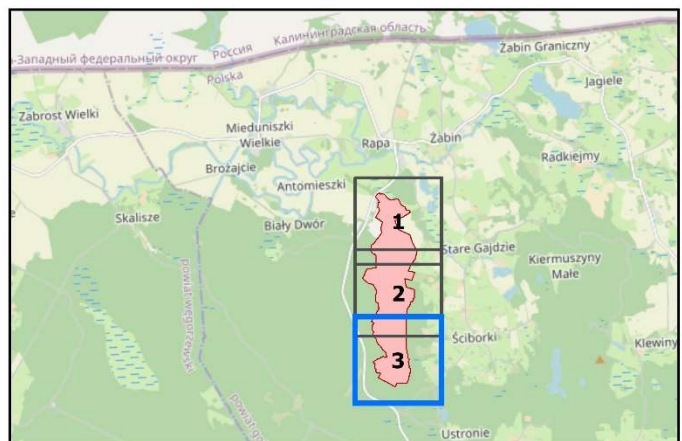 Калининградская область
Россия
о-Западный федеральный округ
Polska
Żabin Graniczny
Jagiele
Zabrost Wielki
Mieduniszki
Wielkie
Rapa
Żabin
Radkiejmy
Brożajcie
Antomieszki
Skalisze
Biały Dwór
1
Stare Gajdzie
Kiermuszyny
Małe
powiat węgorzewski
2
Ściborki
Klewiny
3
powiat go
Ustronie